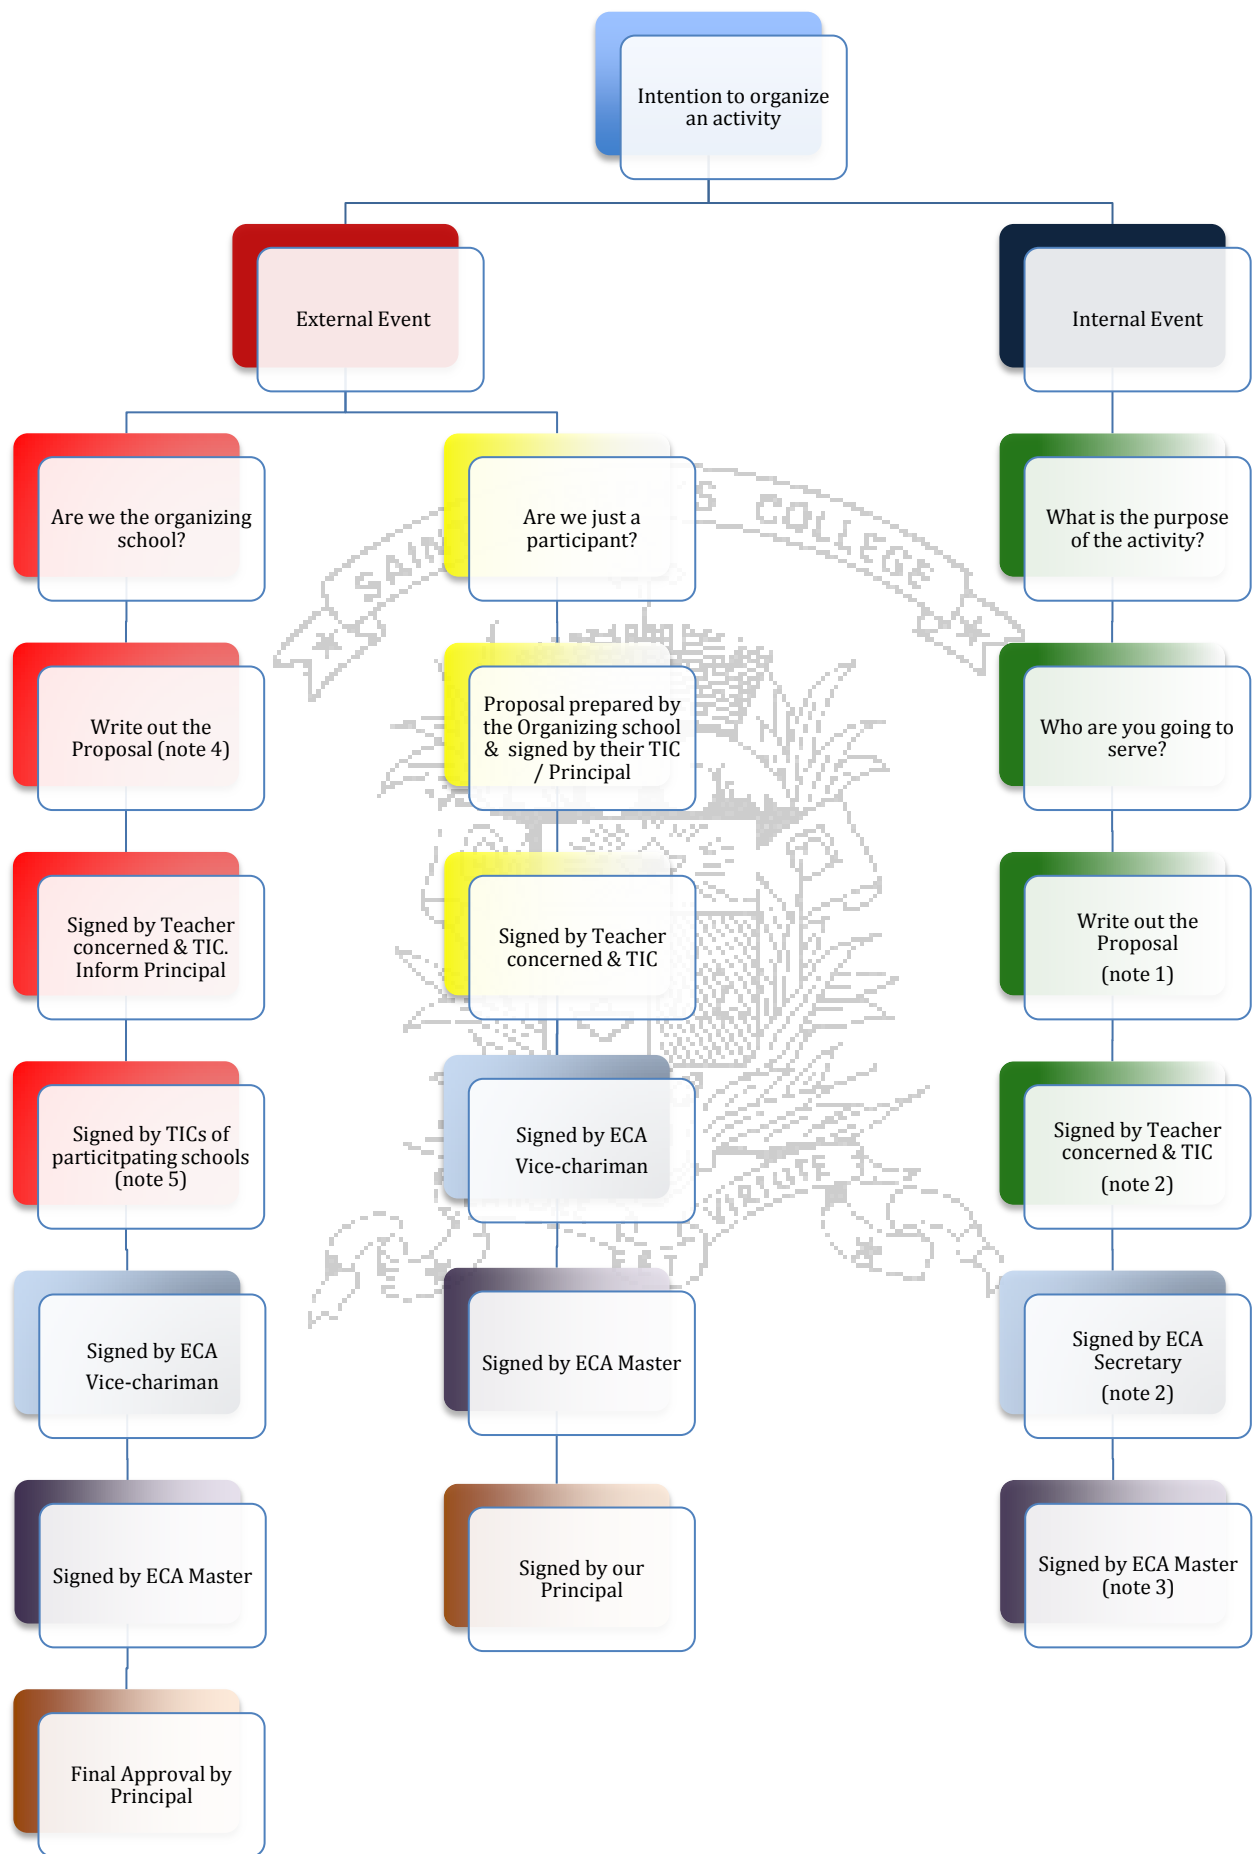 Intention to organize
an activity
External Event
Internal Event
Are we the organizing
school?
Are we just a
participant?
What is the purpose
of the activity?
Write out the
Proposal (note 4)
Proposal prepared by
the Organizing school
& signed by their TIC
/ Principal
Who are you going to
serve?
Signed by Teacher
concerned & TIC.
Inform Principal
Signed by Teacher
concerned & TIC
Write out the
Proposal
(note 1)
Signed by TICs of
particitpating schools
(note 5)
Signed by ECA
Vice-chariman
Signed by Teacher
concerned & TIC
(note 2)
Signed by ECA
Vice-chariman
Signed by ECA Master
Signed by ECA
Secretary
(note 2)
Signed by ECA Master
Signed by our
Principal
Signed by ECA Master
(note 3)
Final Approval by
Principal
COLLEGE